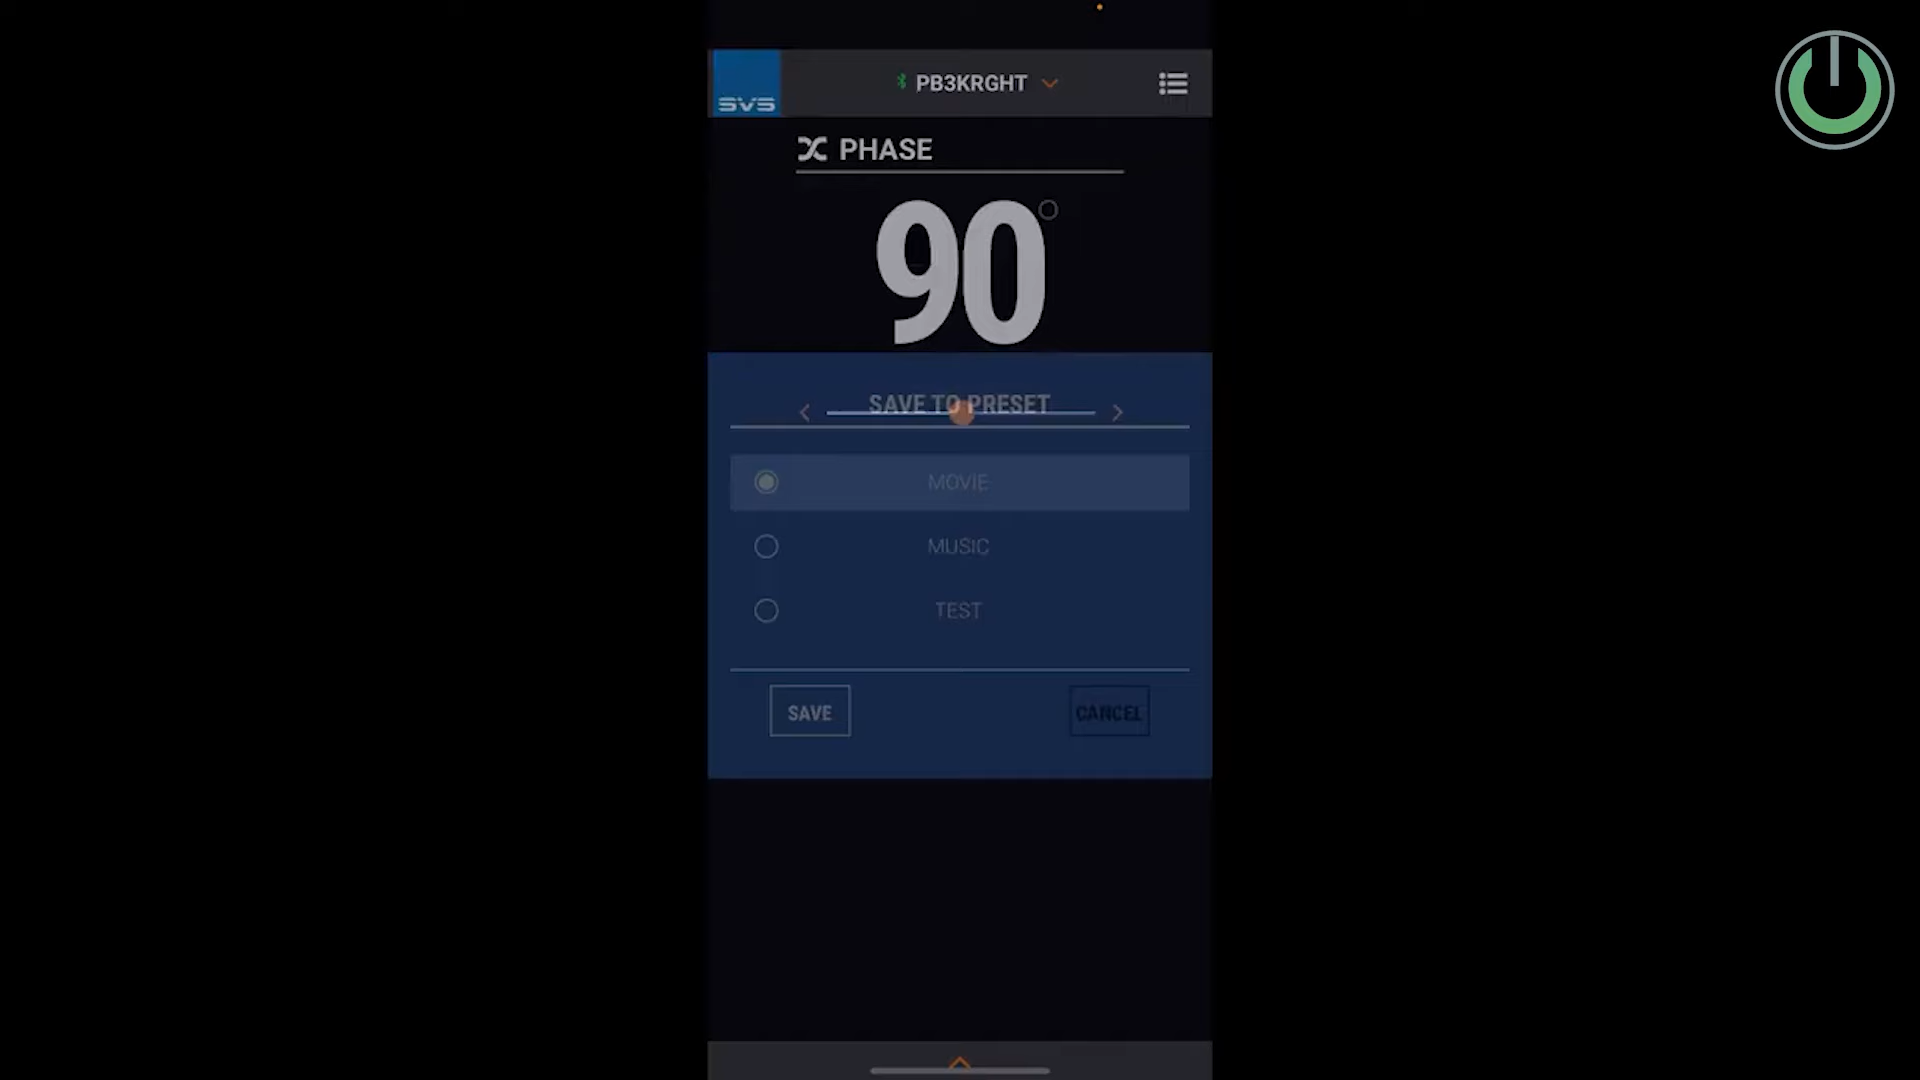 SVS
PB3KRGHT
PHASE
90°
SAVE TO PRESET
MOVIE
MUSIC
TEST
SAVE
CANCEL